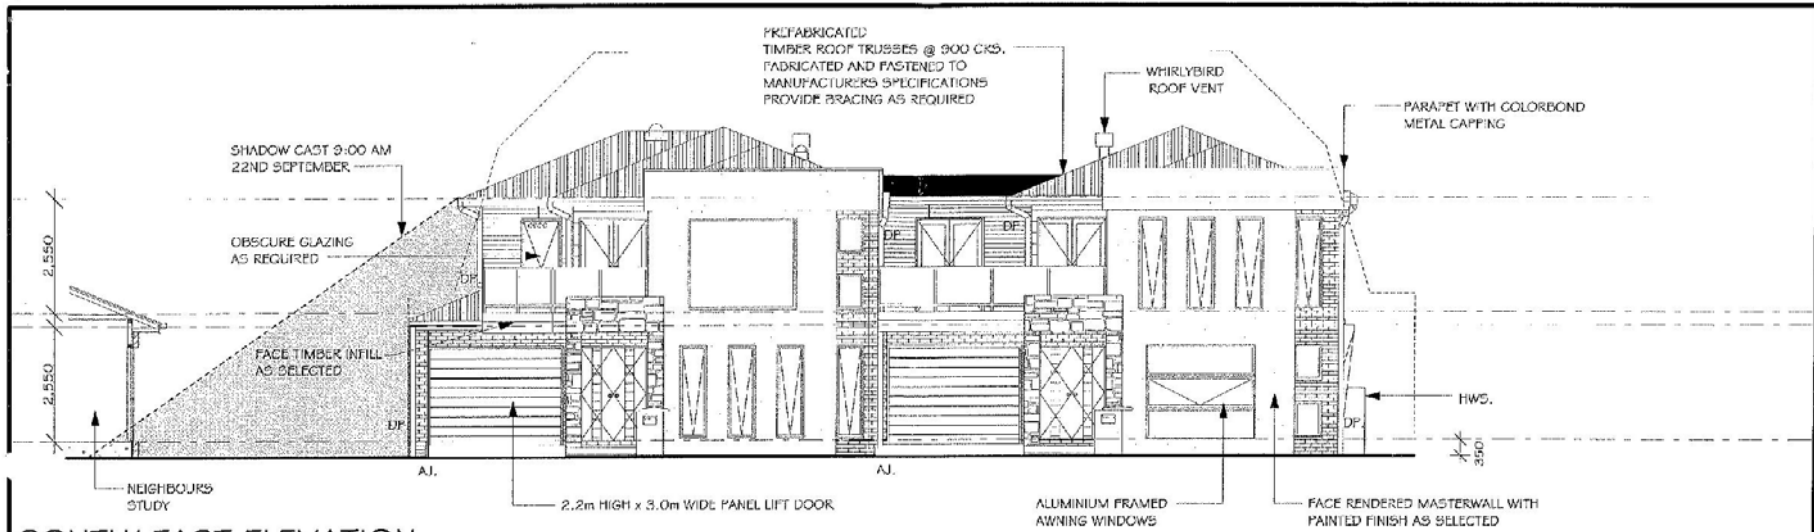 PREFABRICATED
TIMBER ROOF TRUSSES @ 900 CRS.
FABRICATED AND FASTENED TO
MANUFACTURERS SPECIFICATIONS
PROVIDE BRACING AS REQUIRED
WHIRLYBIRD
ROOF VENT
PARAPET WITH COLORBOND
METAL CAPPING
SHADOW CAST 9:00 AM
22ND SEPTEMBER
OBSCURE GLAZING
AS REQUIRED
2,550
DP.
DP.
DP.
FACE TIMBER INFILL
AS SELECTED
2,550
DP.
DP.
HWS.
350
A.J.
A.J.
NEIGHBOURS
STUDY
2.2m HIGH x 3.0m WIDE PANEL LIFT DOOR
ALUMINIUM FRAMED
AWNING WINDOWS
FACE RENDERED MASTERWALL WITH
PAINTED FINISH AS SELECTED